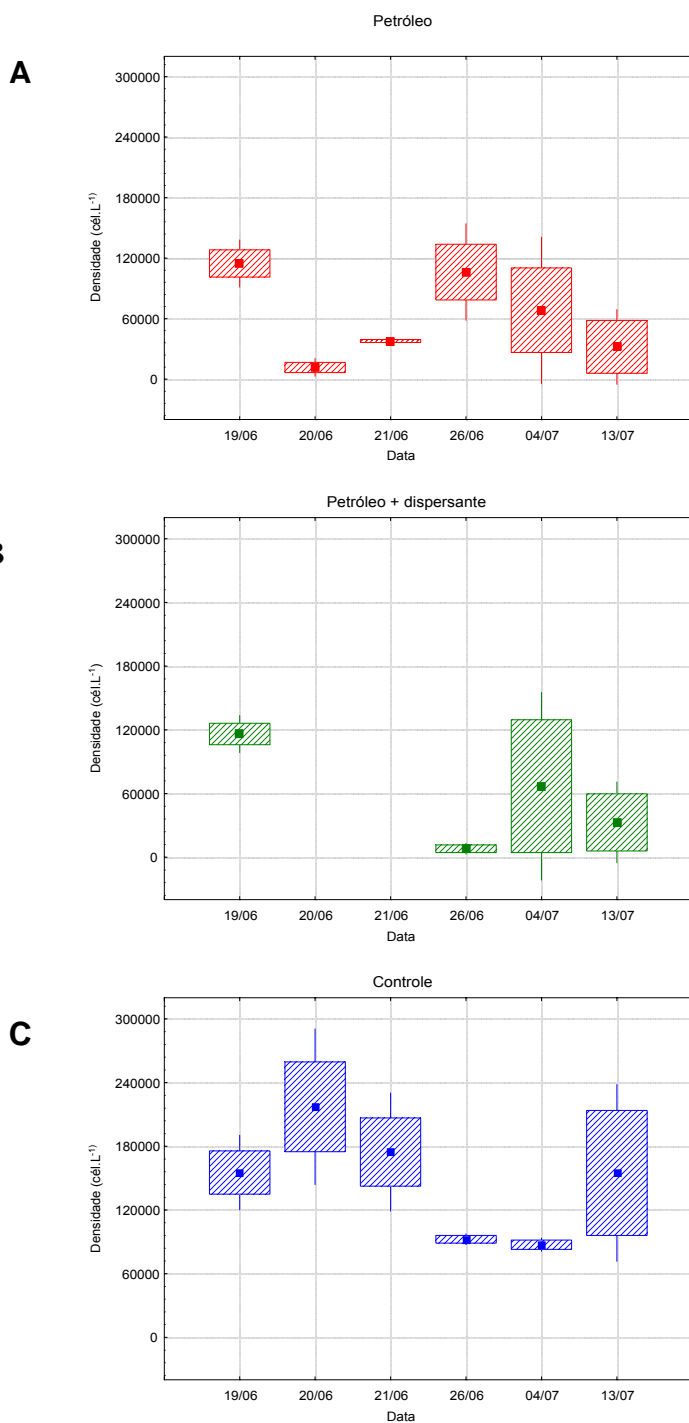 Petróleo
A
300000
240000
180000
120000
60000
0
Densidade (cél.L⁻¹)
19/06 20/06 21/06 26/06 04/07 13/07
Data
Petróleo + dispersante
300000
240000
180000
120000
60000
0
Densidade (cél.L⁻¹)
19/06 20/06 21/06 26/06 04/07 13/07
Data
Controle
C
300000
240000
180000
120000
60000
0
Densidade (cél.L⁻¹)
19/06 20/06 21/06 26/06 04/07 13/07
Data